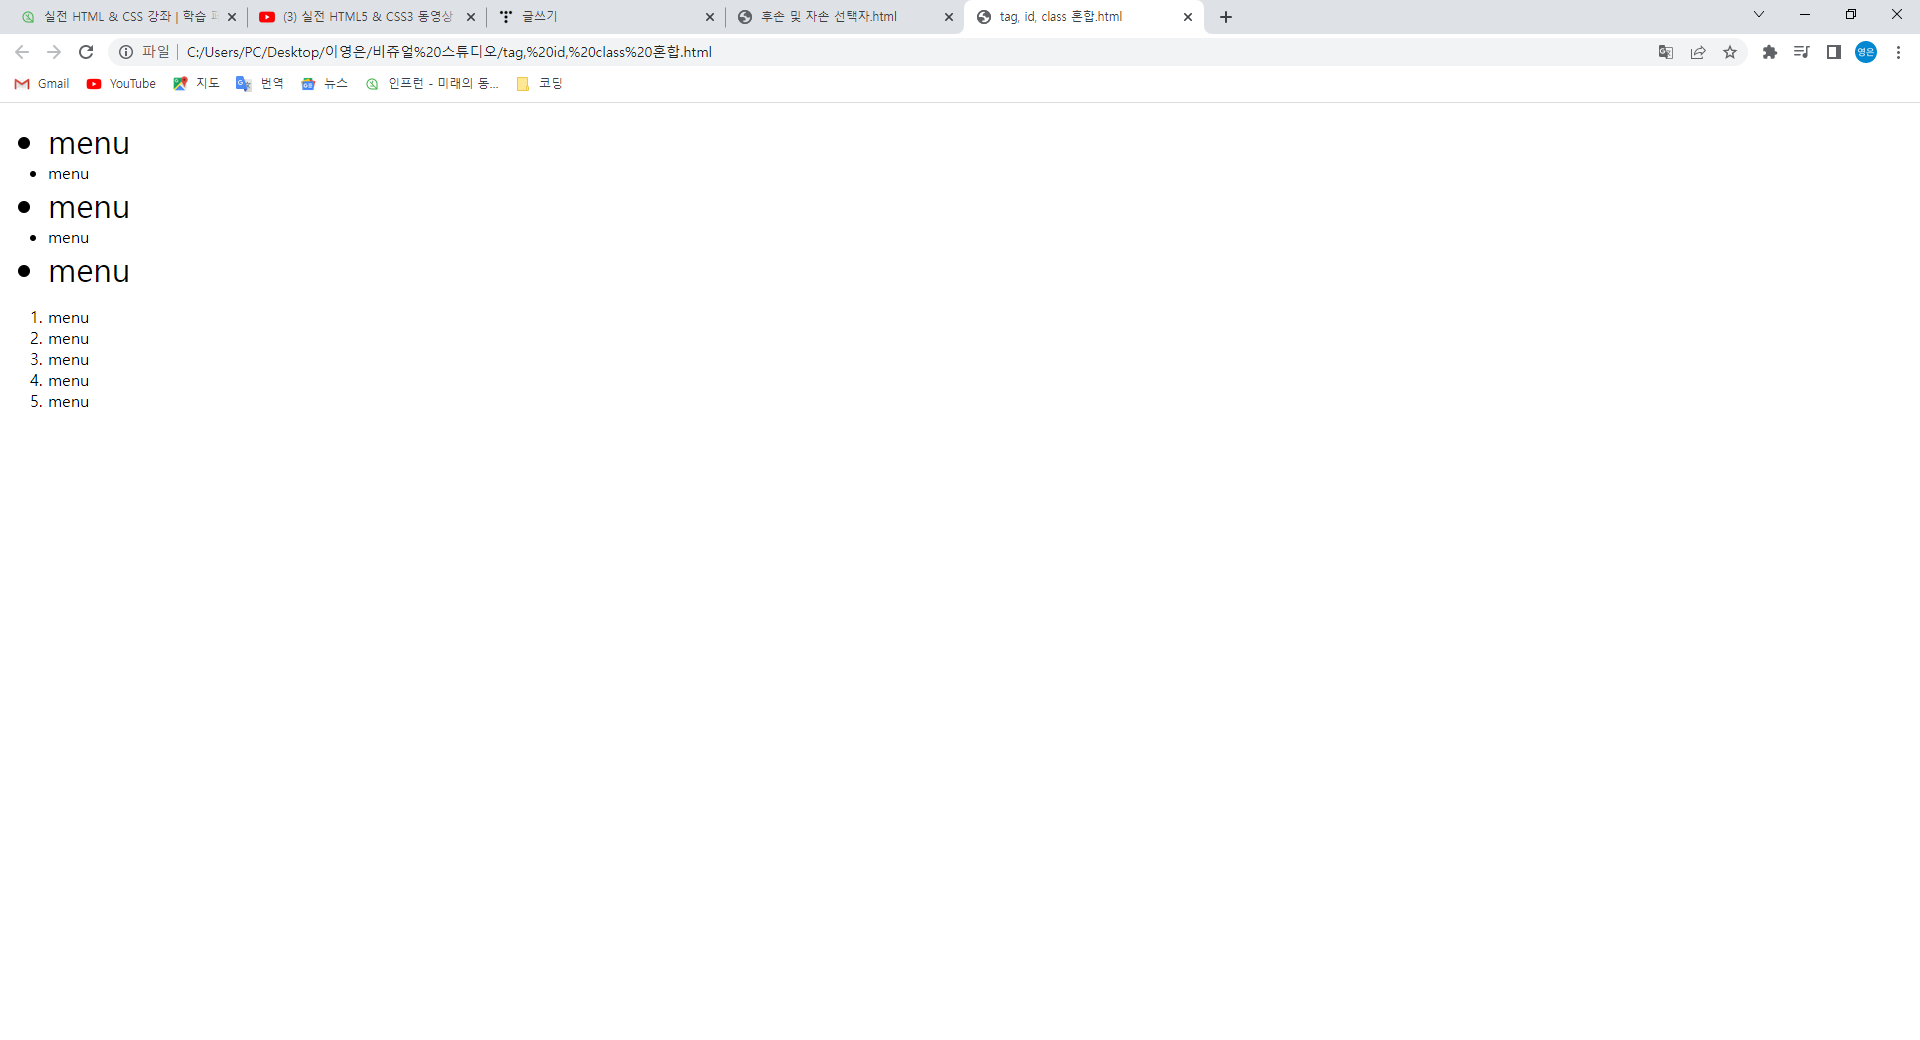 실전 HTML & CSS 강좌 | 학습 페
(3) 실전 HTML5 & CSS3 동영상
글쓰기
후손 및 자손 선택자.html
tag, id, class 혼합.html
파일 C:/Users/PC/Desktop/이영은/비쥬얼%20스튜디오/tag,%20id,%20class%20혼합.html
영은
Gmail YouTube 지도 번역 뉴스 인프런 - 미래의 동... 코딩
• menu
• menu
• menu
• menu
• menu
1. menu
2. menu
3. menu
4. menu
5. menu